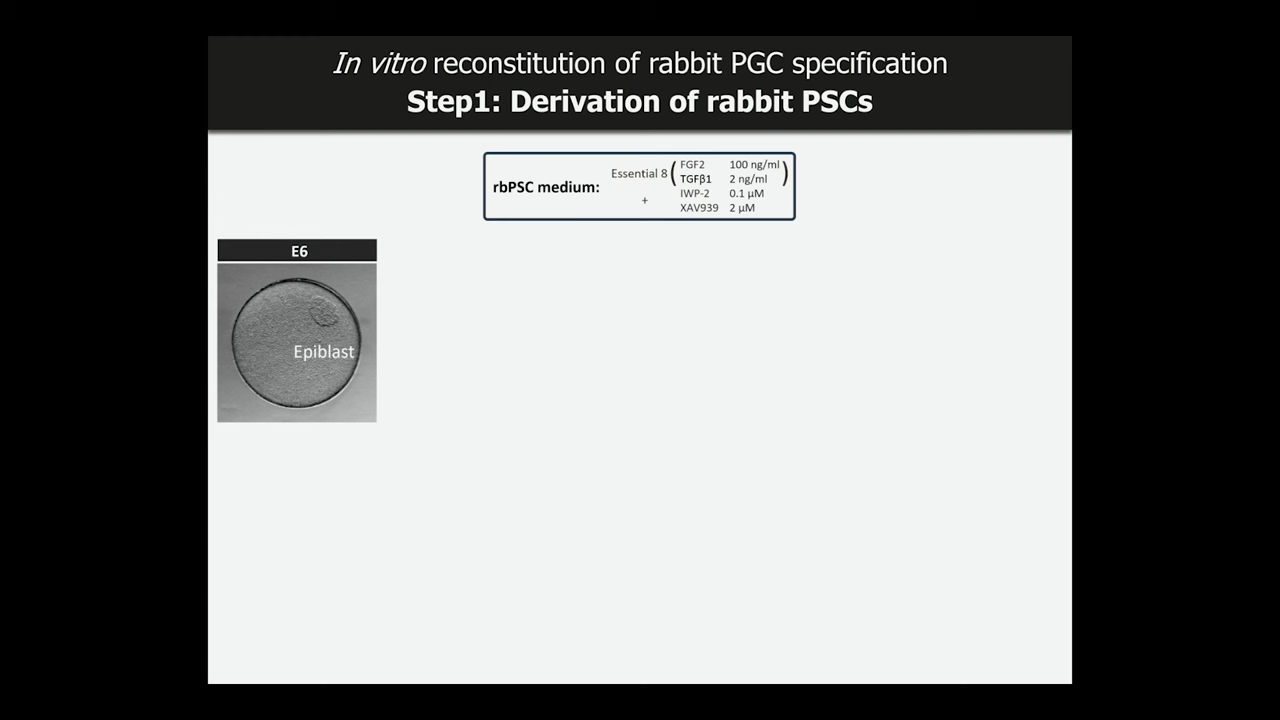 In vitro reconstitution of rabbit PGC specification
Step1: Derivation of rabbit PSCs
rbPSC medium:
Essential 8
+
( FGF2 100 ng/ml )
TGFβ1 2 ng/ml
IWP-2 0.1 µM
XAV939 2 µM
E6
Epiblast